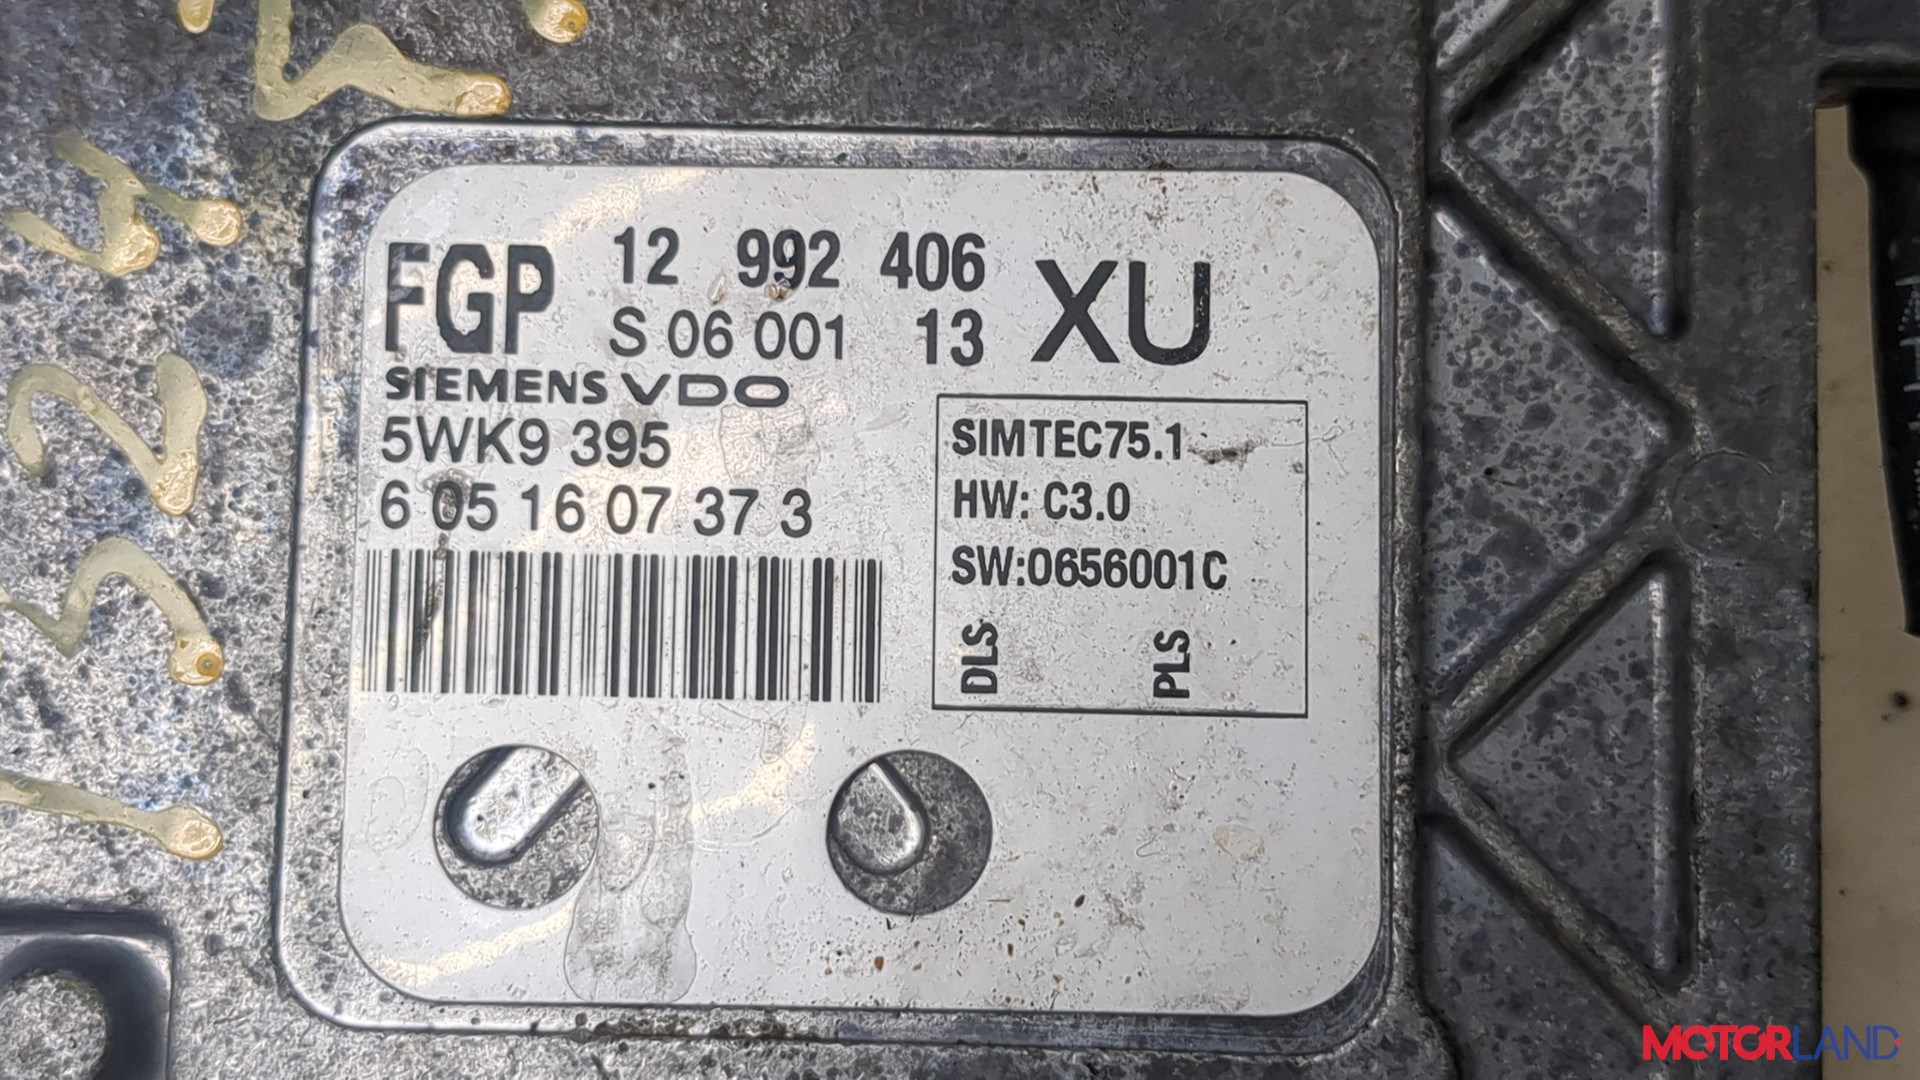 FGP 12 992 406 XU
S 06 001 13
SIEMENS VDO
5WK9 395
6 05 16 07 37 3
SIMTEC75.1
HW: C3.0
SW:0656001C
DLS PLS
MOTORLAND